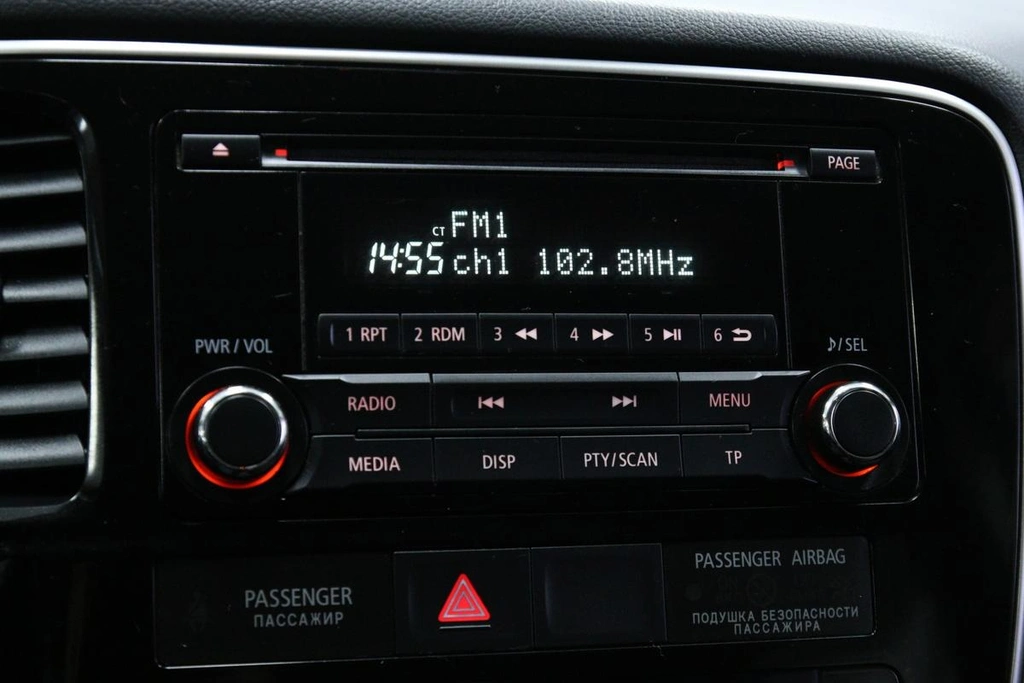 PAGE
CT FM1
14:55 ch1 102.8MHz
1 RPT 2 RDM 3 4 5 6
PWR / VOL
/SEL
RADIO MENU
MEDIA DISP PTY/SCAN TP
PASSENGER
ПАССАЖИР
PASSENGER AIRBAG
ПОДУШКА БЕЗОПАСНОСТИ
ПАССАЖИРА